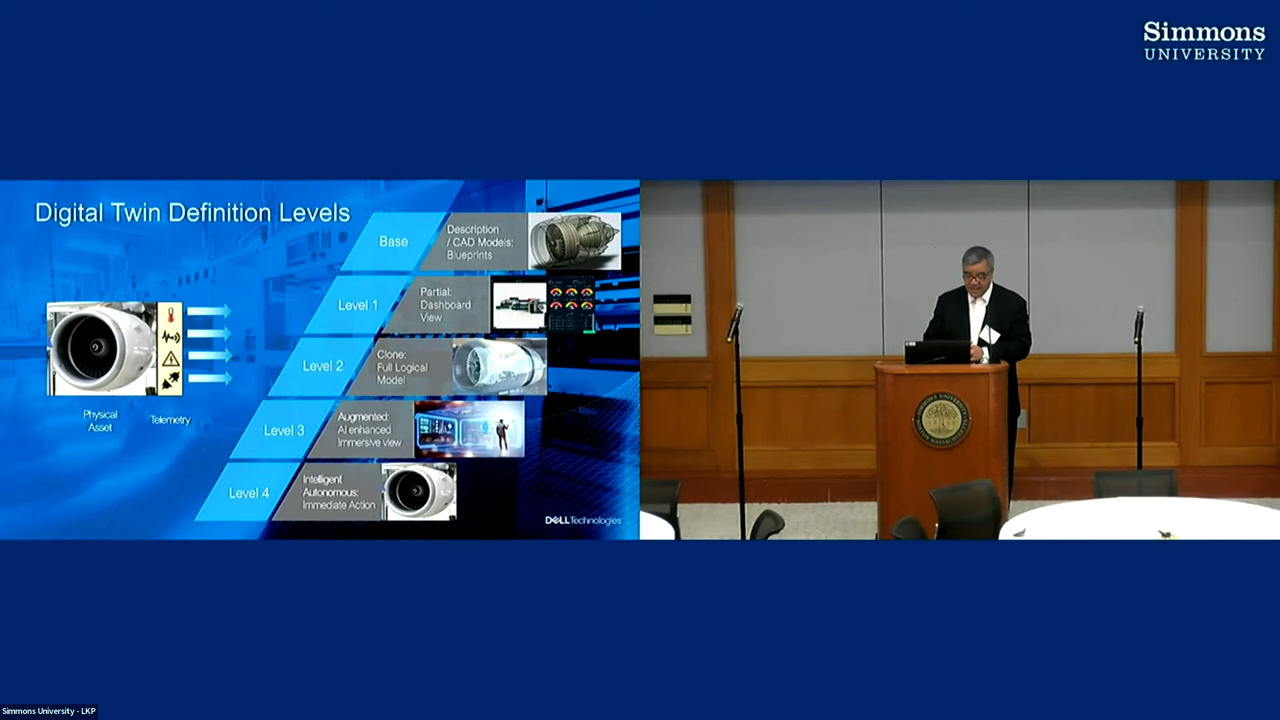 Simmons
UNIVERSITY
Digital Twin Definition Levels
Base
Description
/ CAD Models:
Blueprints
Level 1
Partial:
Dashboard
View
Level 2
Clone:
Full Logical
Model
Level 3
Augmented:
AI enhanced
Immersive view
Level 4
Intelligent
Autonomous:
Immediate Action
Physical
Asset
Telemetry
DELL Technologies
Simmons University - LKP